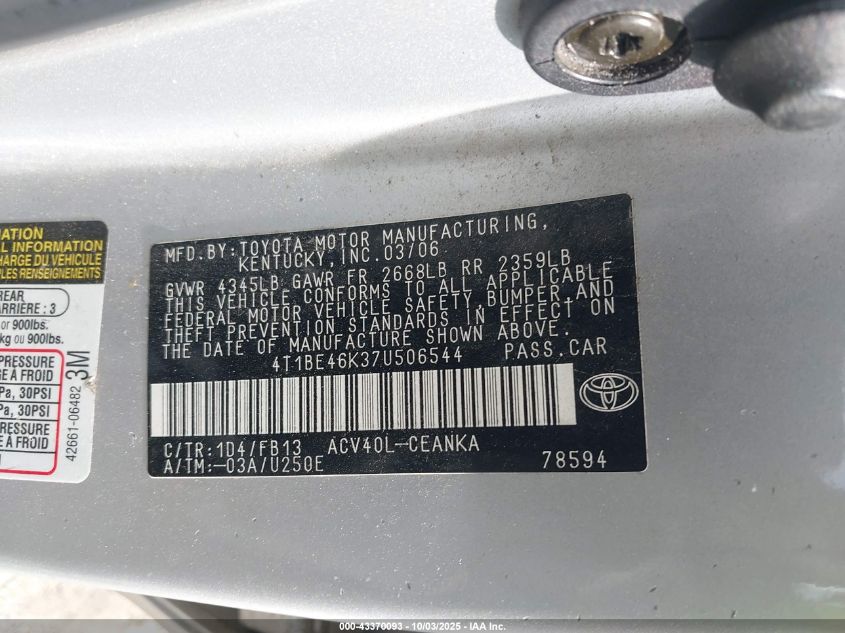 MATION
AL INFORMATION
CHARGE DU VÉHICULE
LES RENSEIGNEMENTS
REAR
ARRIÈRE : 3
or 900lbs.
kg ou 900lbs.
PRESSURE
E À FROID
Pa, 30PSI
Pa, 30PSI
PRESSURE
E À FROID
42661-06482 3M
MFD.BY:TOYOTA MOTOR MANUFACTURING,
KENTUCKY,INC.03/06
GVWR 4345LB GAWR FR 2668LB RR 2359LB
THIS VEHICLE CONFORMS TO ALL APPLICABLE
FEDERAL MOTOR VEHICLE SAFETY,BUMPER,AND
THEFT PREVENTION STANDARDS IN EFFECT ON
THE DATE OF MANUFACTURE SHOWN ABOVE.
4T1BE46K37U506544 PASS.CAR
C/TR:1D4/FB13 ACV40L-CEANKA
A/TM:-03A/U250E 78594
000-43370093 - 10/03/2025 - IAA Inc.